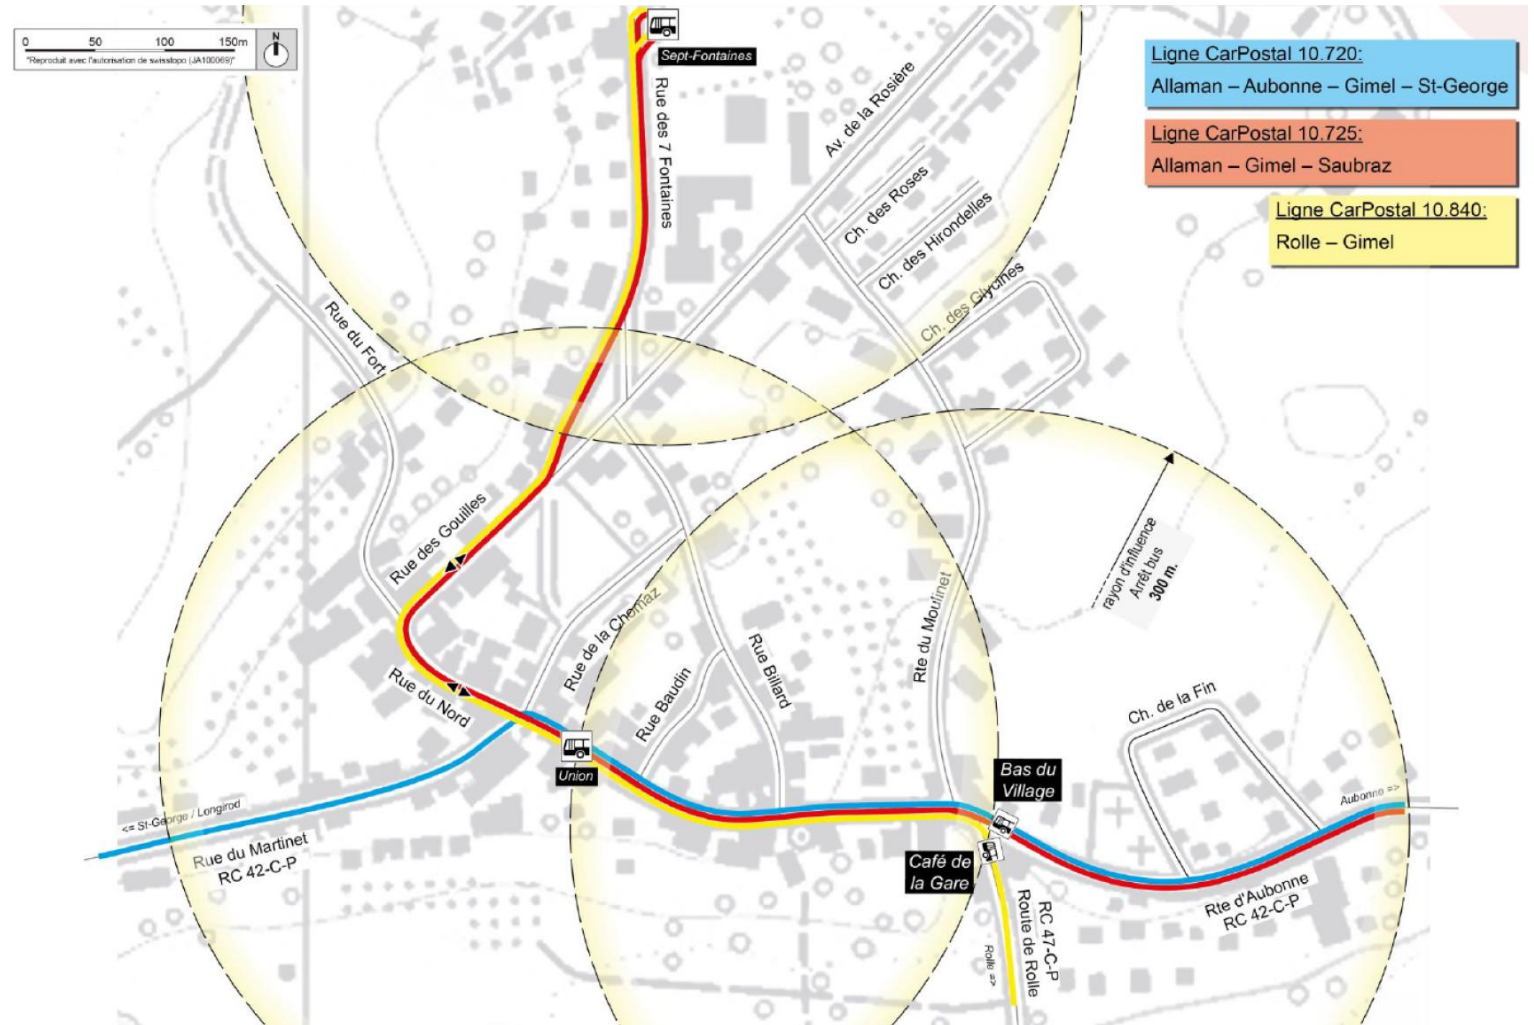 0 50 100 150m
N
"Reproduit avec l'autorisation de swisstopo (JA100069)"
Sept-Fontaines
Ligne CarPostal 10.720:
Allaman – Aubonne – Gimel – St-George
Ligne CarPostal 10.725:
Allaman – Gimel – Saubraz
Ligne CarPostal 10.840:
Rolle – Gimel
Rue des 7 Fontaines
Av. de la Rosière
Ch. des Roses
Ch. des Hirondelles
Ch. des Glycines
Rue du Fort
Rue des Gouilles
rayon d'influence
Arrêt bus
300 m.
Rue de la Chemaz
Rte du Moulinet
Rue Billard
Rue Baudin
Rue du Nord
Ch. de la Fin
Union
Bas du
Village
Aubonne =>
<= St-George / Longirod
Rue du Martinet
RC 42-C-P
Café de
la Gare
Rte d'Aubonne
RC 42-C-P
RC 47-C-P
Route de Rolle
Rolle =>